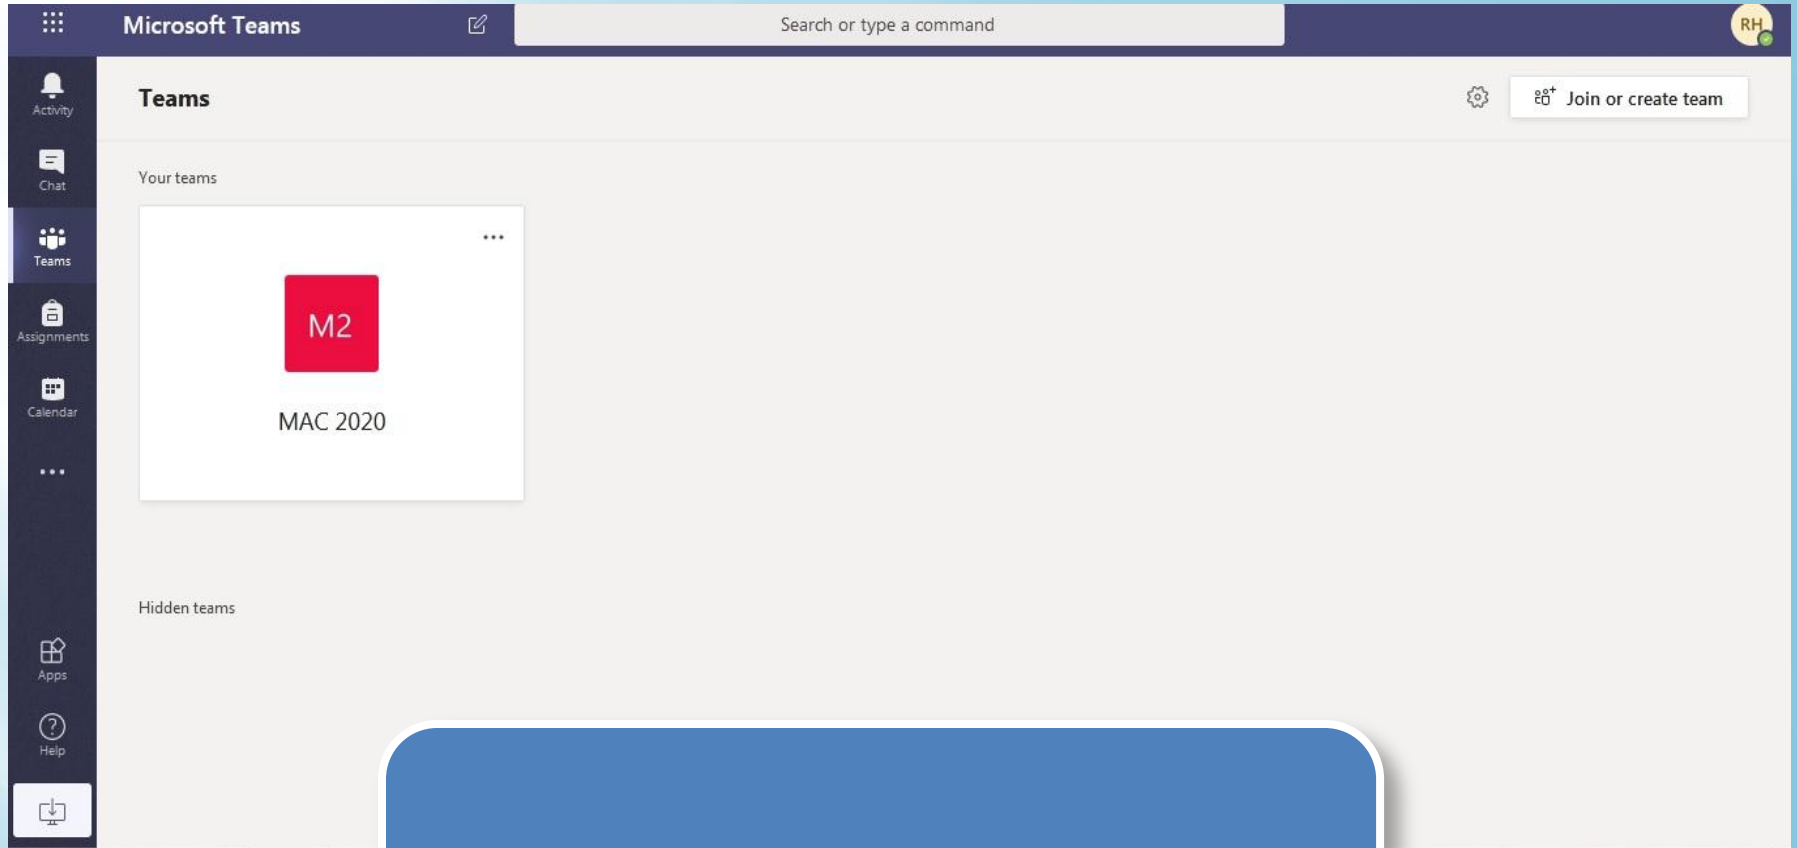 Microsoft Teams
Search or type a command
RH
Activity
Chat
Teams
Assignments
Calendar
Apps
Help
Teams
Join or create team
Your teams
M2
MAC 2020
Hidden teams